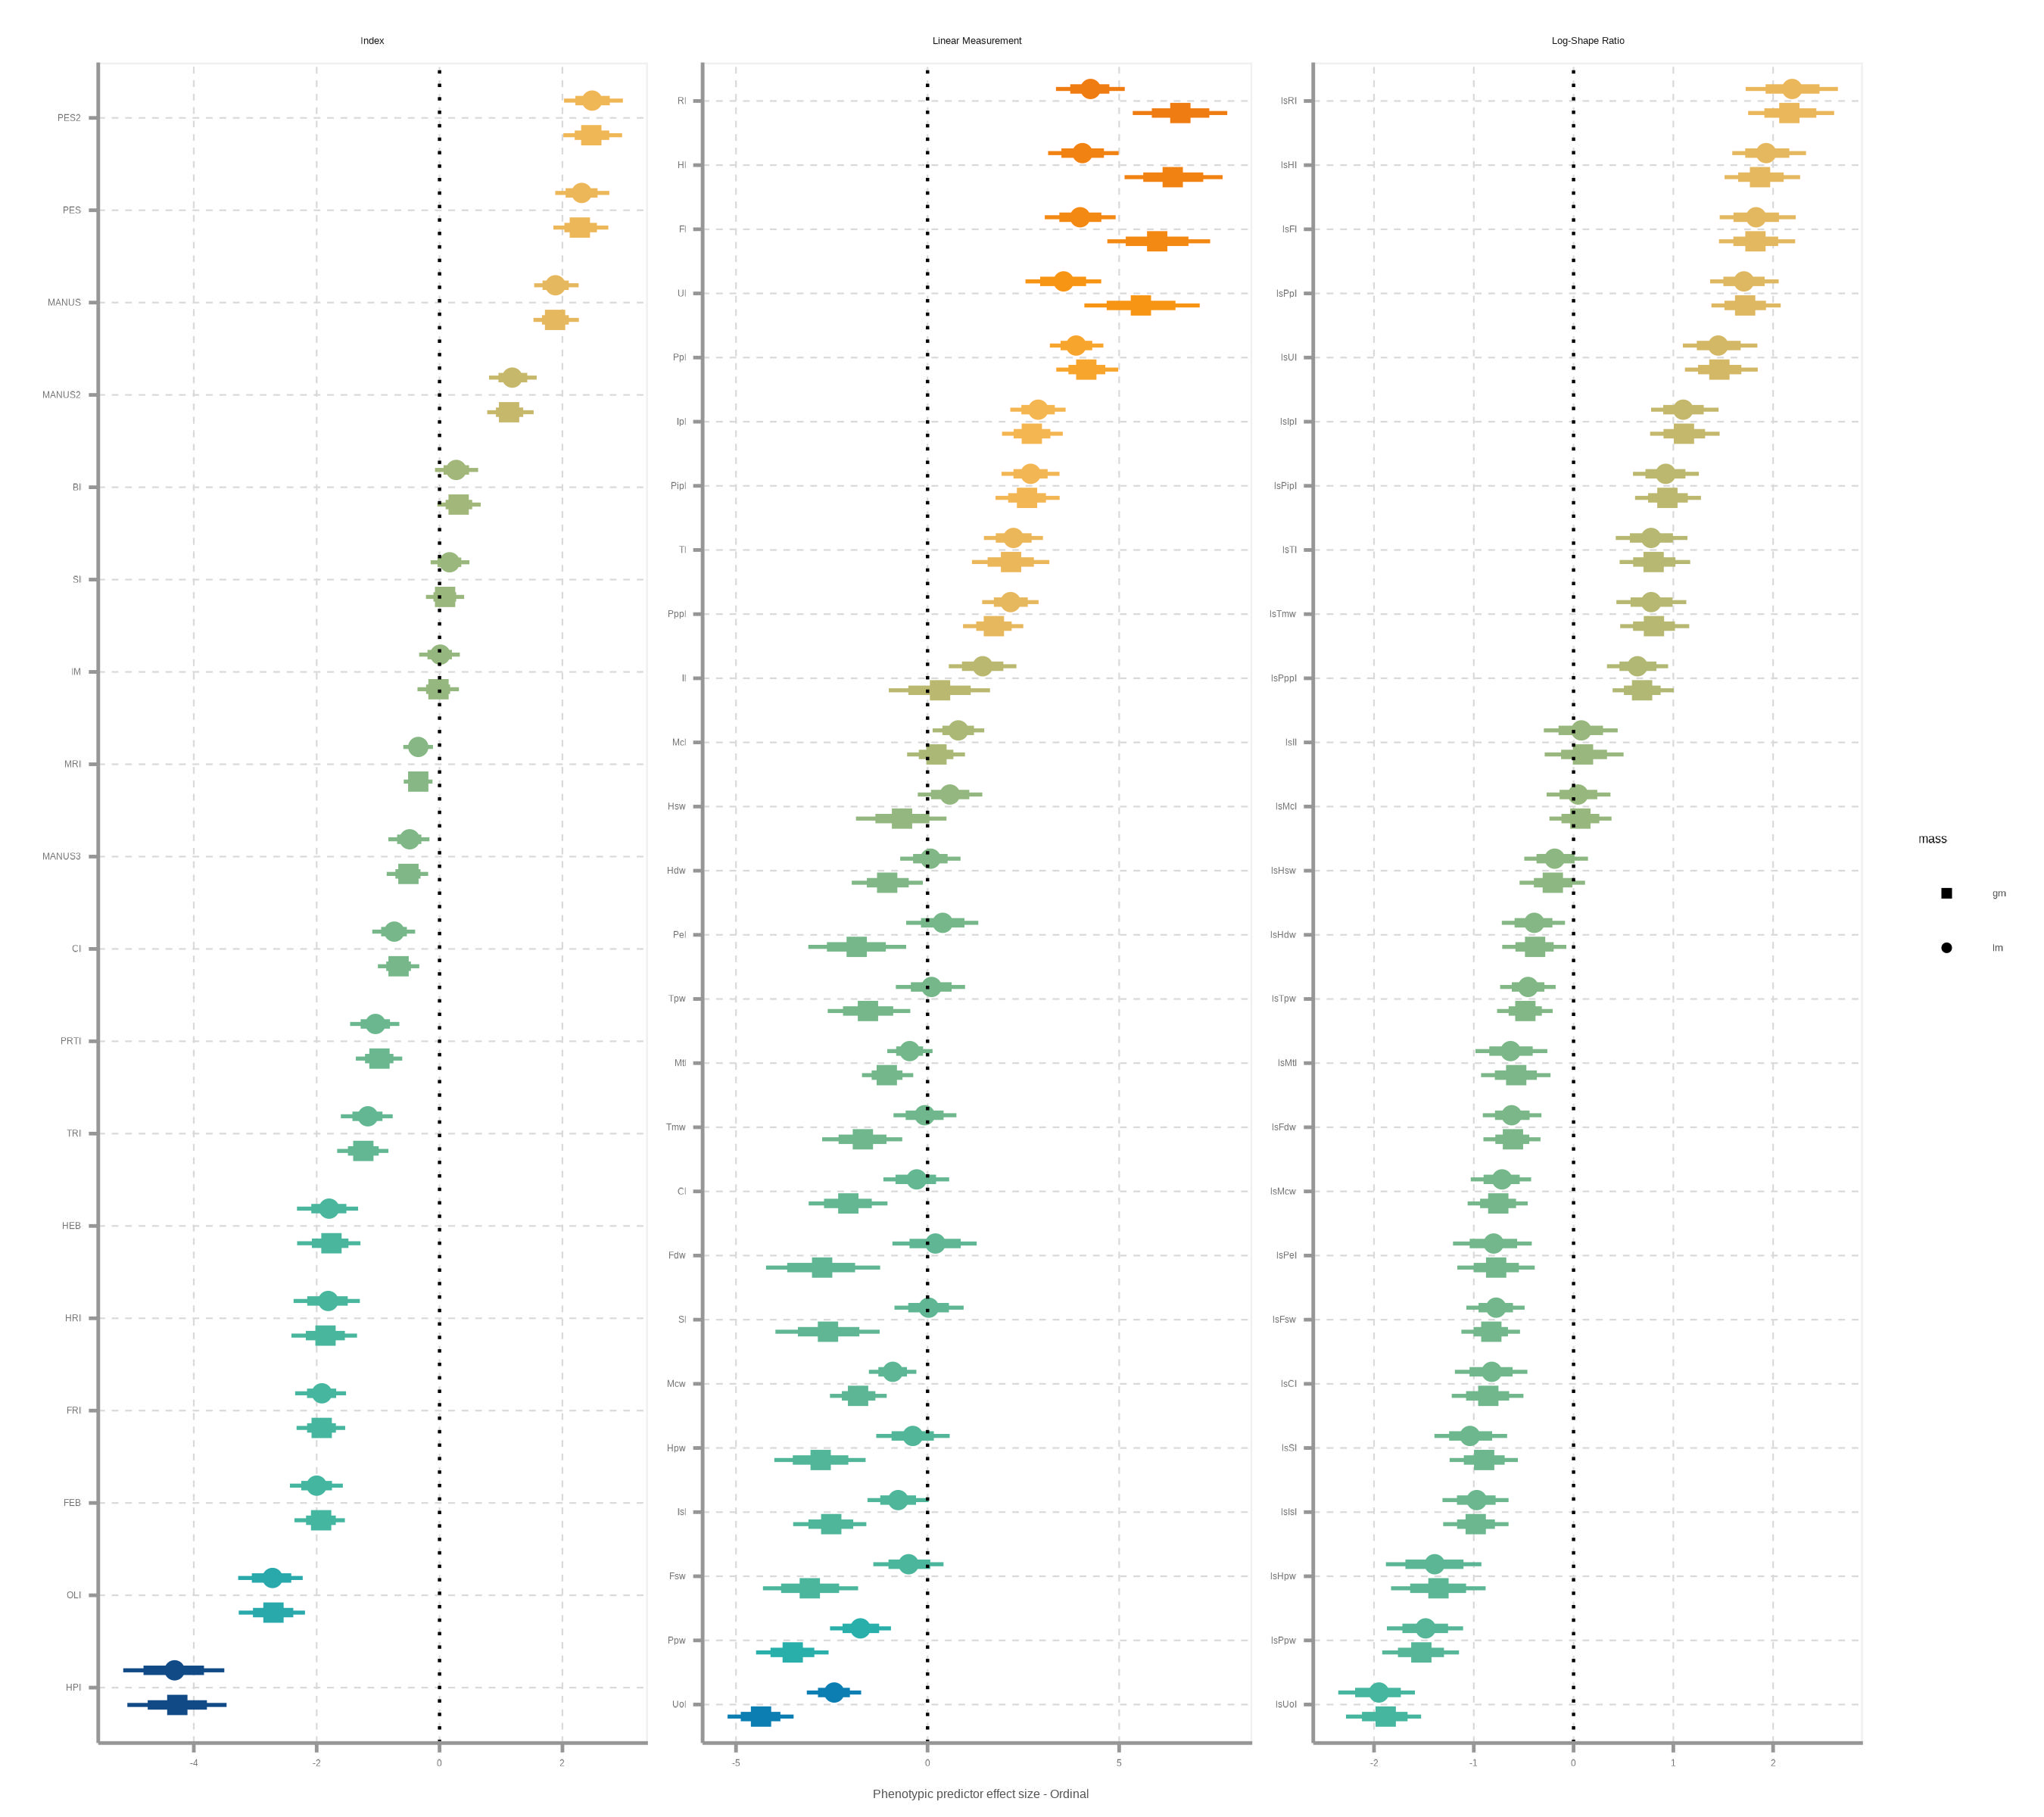 Index
Linear Measurement
Log-Shape Ratio
PES2
PES
MANUS
MANUS2
BI
SI
IM
MRI
MANUS3
CI
PRTI
TRI
HEB
HRI
FRI
FEB
OLI
HPI
-4
-2
0
2
Rl
Hl
Fl
Ul
Ppl
Ipl
Pipl
Tl
Pppl
Il
Mcl
Hsw
Hdw
Pel
Tpw
Mtl
Tmw
Cl
Fdw
Sl
Mcw
Hpw
Isl
Fsw
Ppw
Uol
-5
0
5
lsRl
lsHl
lsFl
lsPpl
lsUl
lsIpl
lsPipl
lsTl
lsTmw
lsPppl
lsIl
lsMcl
lsHsw
lsHdw
lsTpw
lsMtl
lsFdw
lsMcw
lsPel
lsFsw
lsCl
lsSl
lsIsl
lsHpw
lsPpw
lsUol
-2
-1
0
1
2
Phenotypic predictor effect size - Ordinal
mass
gm
lm